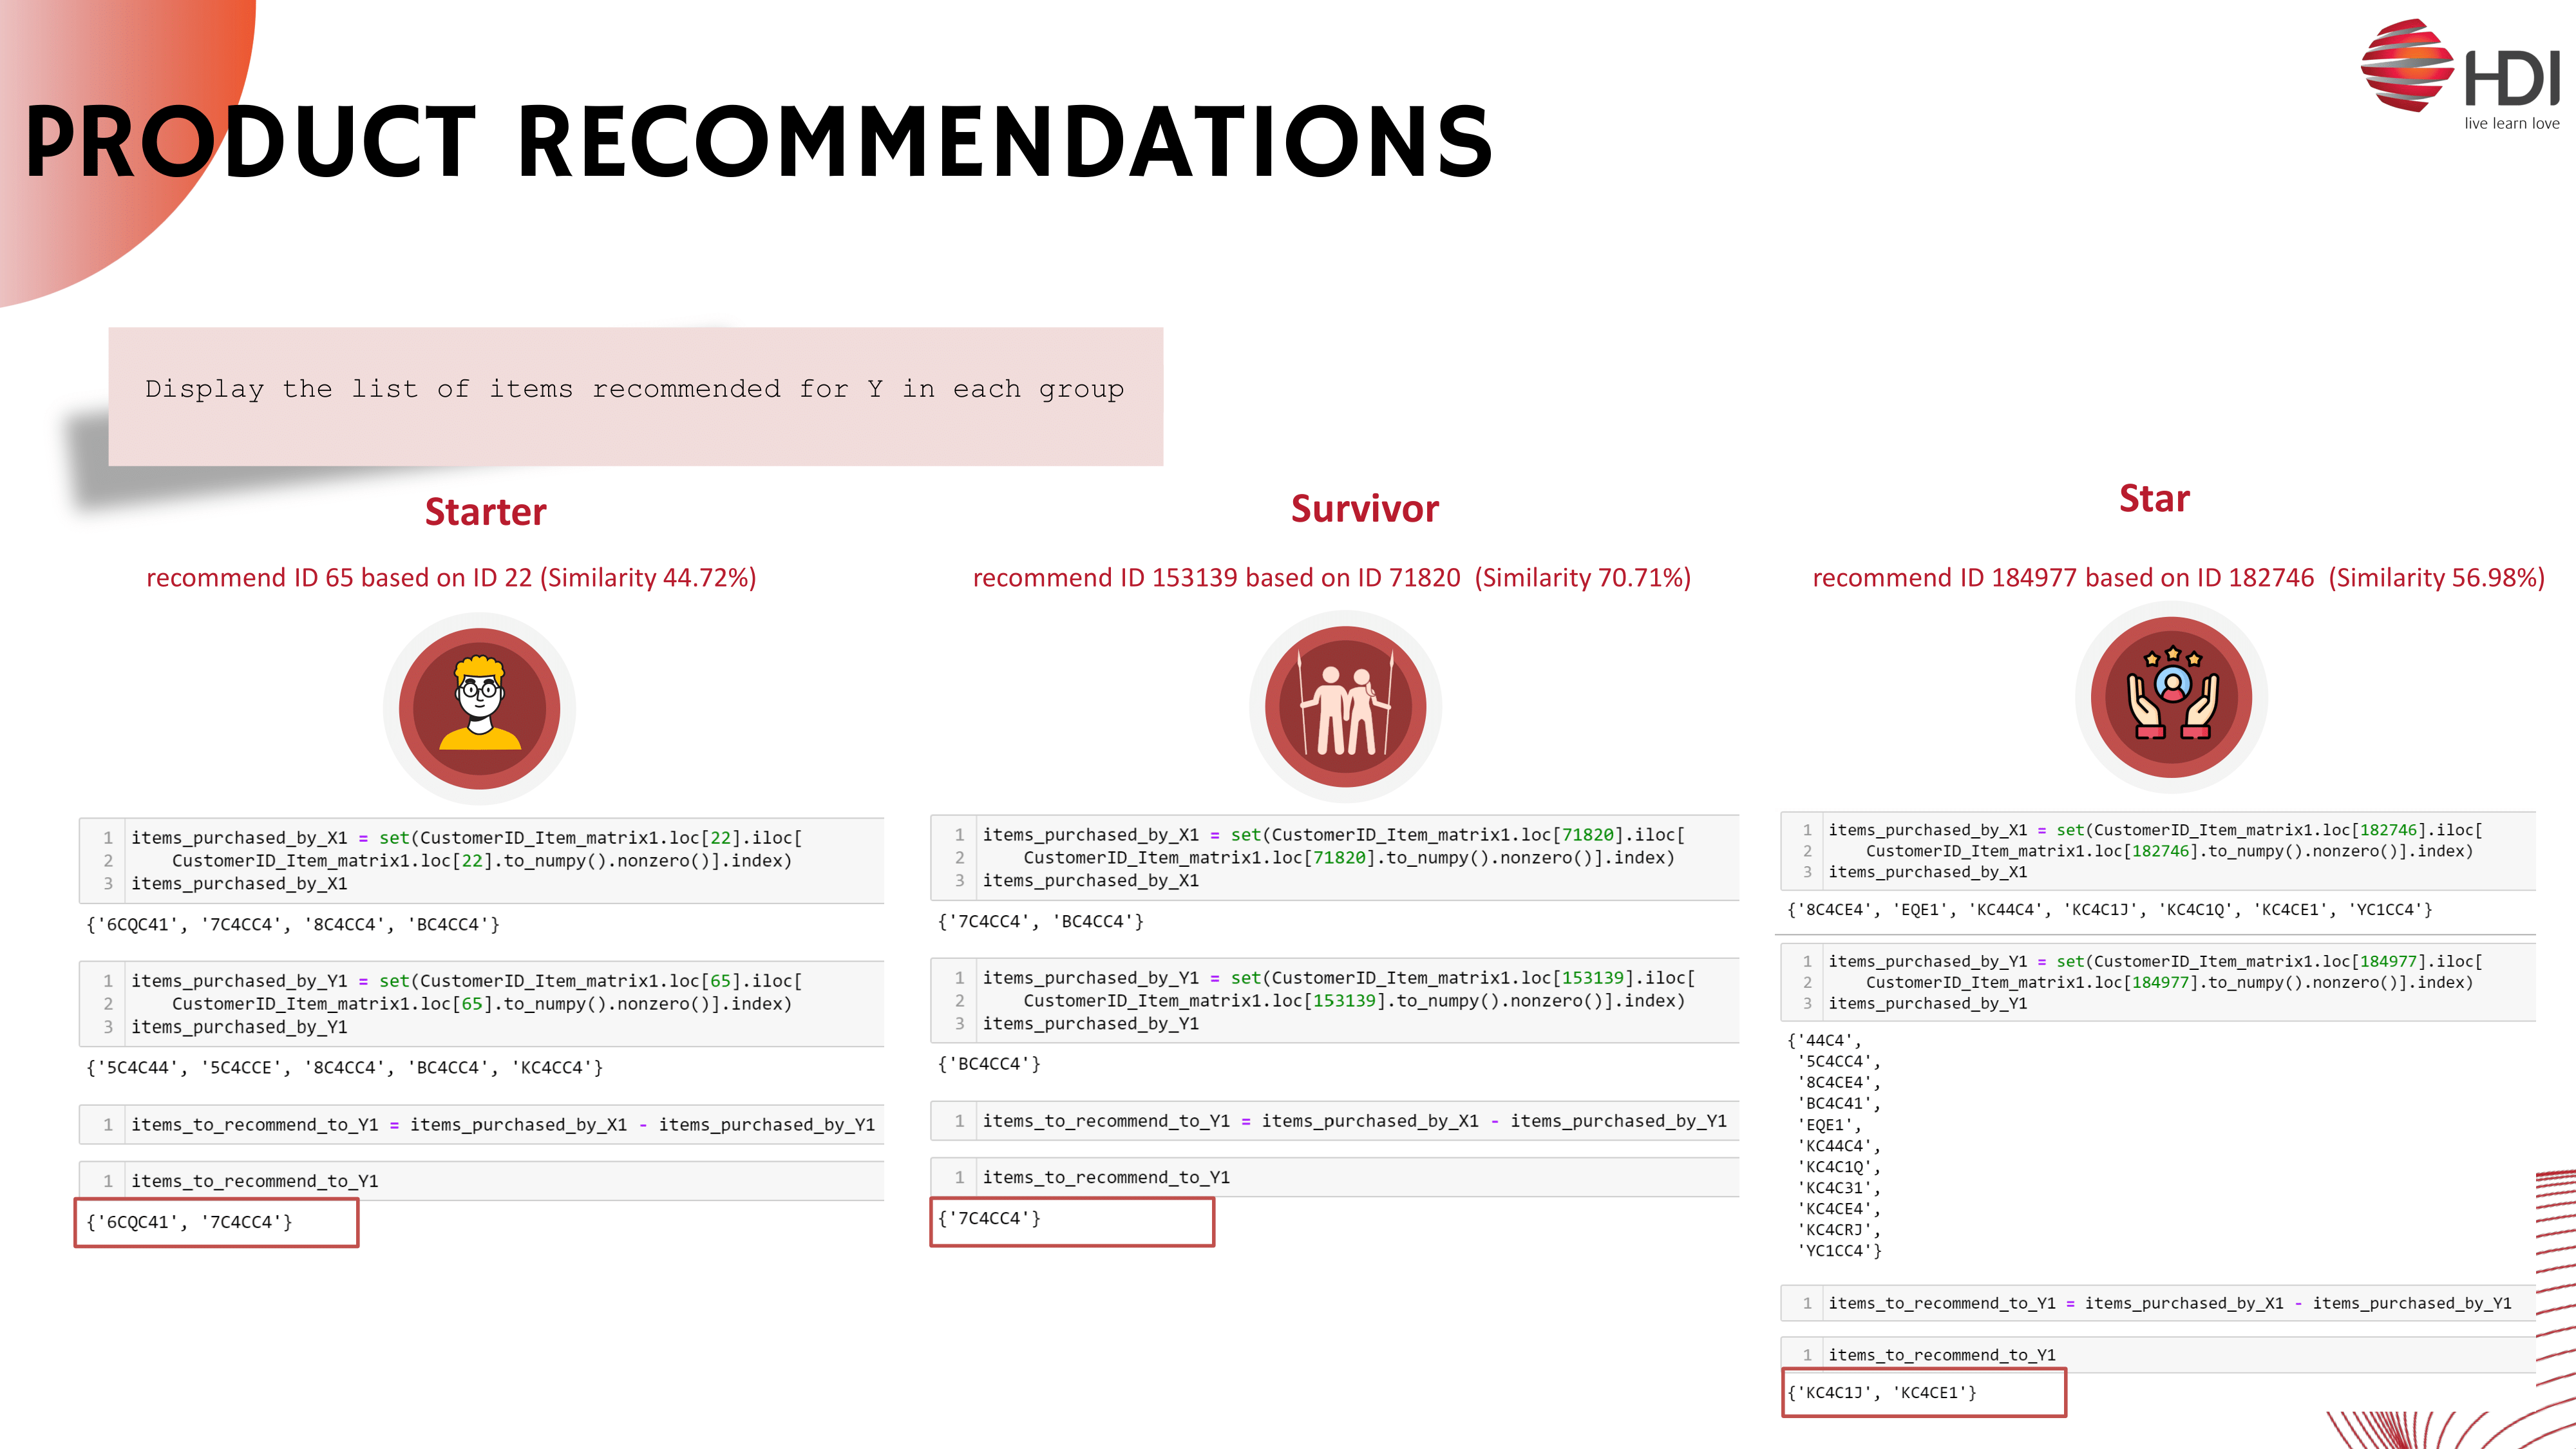 HDI
live learn love
PRODUCT RECOMMENDATIONS
Display the list of items recommended for Y in each group
Starter
recommend ID 65 based on ID 22 (Similarity 44.72%)
1 items_purchased_by_X1 = set(CustomerID_Item_matrix1.loc[22].iloc[
2 CustomerID_Item_matrix1.loc[22].to_numpy().nonzero()].index)
3 items_purchased_by_X1
{'6CQC41', '7C4CC4', '8C4CC4', 'BC4CC4'}
1 items_purchased_by_Y1 = set(CustomerID_Item_matrix1.loc[65].iloc[
2 CustomerID_Item_matrix1.loc[65].to_numpy().nonzero()].index)
3 items_purchased_by_Y1
{'5C4C44', '5C4CCE', '8C4CC4', 'BC4CC4', 'KC4CC4'}
1 items_to_recommend_to_Y1 = items_purchased_by_X1 - items_purchased_by_Y1
1 items_to_recommend_to_Y1
{'6CQC41', '7C4CC4'}
Survivor
recommend ID 153139 based on ID 71820 (Similarity 70.71%)
1 items_purchased_by_X1 = set(CustomerID_Item_matrix1.loc[71820].iloc[
2 CustomerID_Item_matrix1.loc[71820].to_numpy().nonzero()].index)
3 items_purchased_by_X1
{'7C4CC4', 'BC4CC4'}
1 items_purchased_by_Y1 = set(CustomerID_Item_matrix1.loc[153139].iloc[
2 CustomerID_Item_matrix1.loc[153139].to_numpy().nonzero()].index)
3 items_purchased_by_Y1
{'BC4CC4'}
1 items_to_recommend_to_Y1 = items_purchased_by_X1 - items_purchased_by_Y1
1 items_to_recommend_to_Y1
{'7C4CC4'}
Star
recommend ID 184977 based on ID 182746 (Similarity 56.98%)
1 items_purchased_by_X1 = set(CustomerID_Item_matrix1.loc[182746].iloc[
2 CustomerID_Item_matrix1.loc[182746].to_numpy().nonzero()].index)
3 items_purchased_by_X1
{'8C4CE4', 'EQE1', 'KC44C4', 'KC4C1J', 'KC4C1Q', 'KC4CE1', 'YC1CC4'}
1 items_purchased_by_Y1 = set(CustomerID_Item_matrix1.loc[184977].iloc[
2 CustomerID_Item_matrix1.loc[184977].to_numpy().nonzero()].index)
3 items_purchased_by_Y1
{'44C4',
'5C4CC4',
'8C4CE4',
'BC4C41',
'EQE1',
'KC44C4',
'KC4C1Q',
'KC4C31',
'KC4CE4',
'KC4CRJ',
'YC1CC4'}
1 items_to_recommend_to_Y1 = items_purchased_by_X1 - items_purchased_by_Y1
1 items_to_recommend_to_Y1
{'KC4C1J', 'KC4CE1'}